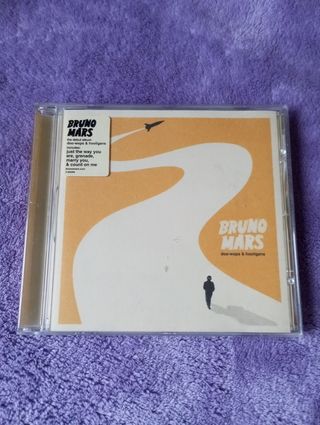 BRUNO
MARS
the debut album
doo-wops & hooligans
includes
just the way you
are, grenade,
marry you,
& count on me
BRUNO
MARS
doo-wops & hooligans